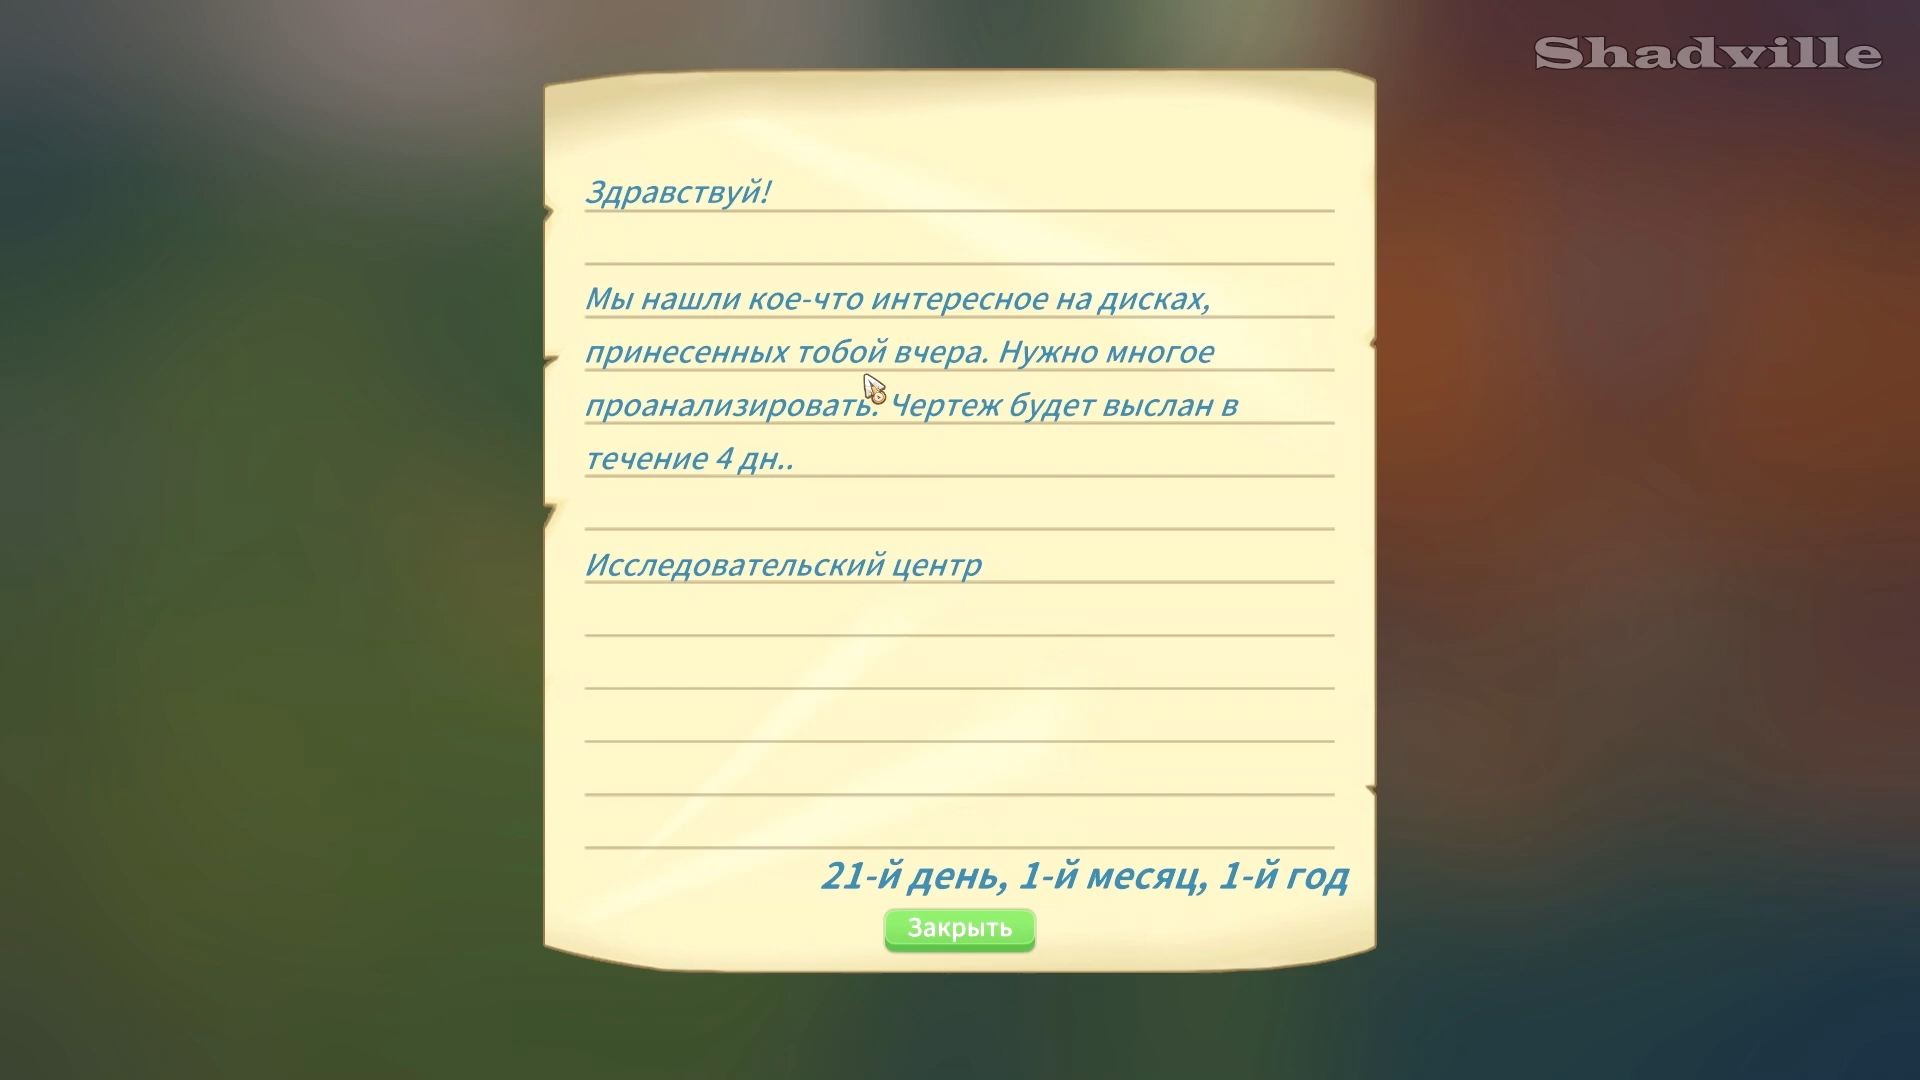 Shadville
Здравствуй!
Мы нашли кое-что интересное на дисках,
принесенных тобой вчера. Нужно многое
проанализировать. Чертеж будет выслан в
течение 4 дн..
Исследовательский центр
21-й день, 1-й месяц, 1-й год
Закрыть